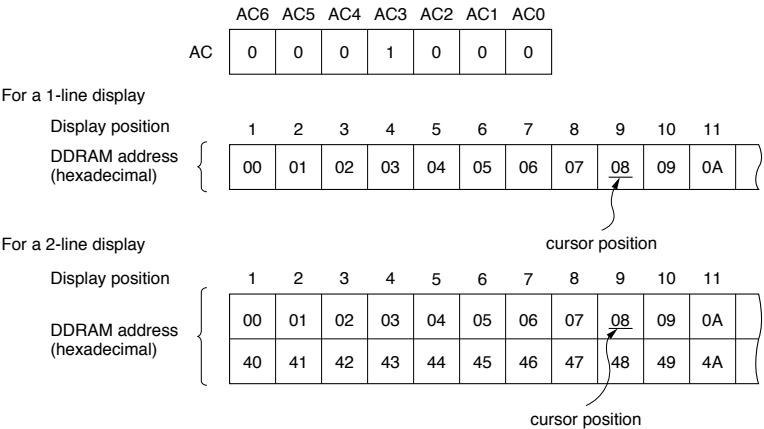 AC6 AC5 AC4 AC3 AC2 AC1 AC0
AC 0 0 0 1 0 0 0
For a 1-line display
Display position 1 2 3 4 5 6 7 8 9 10 11
DDRAM address
(hexadecimal)
00 01 02 03 04 05 06 07 08 09 0A
cursor position
For a 2-line display
Display position 1 2 3 4 5 6 7 8 9 10 11
DDRAM address
(hexadecimal)
00 01 02 03 04 05 06 07 08 09 0A
40 41 42 43 44 45 46 47 48 49 4A
cursor position